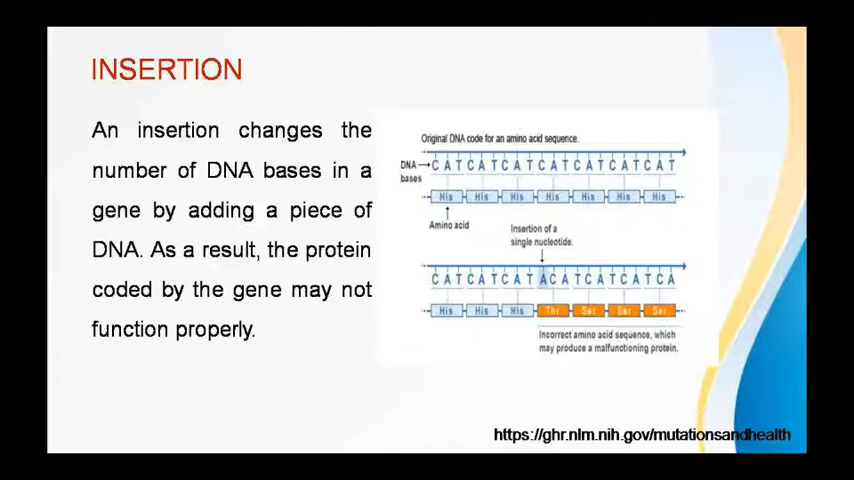 INSERTION
An insertion changes the
number of DNA bases in a
gene by adding a piece of
DNA. As a result, the protein
coded by the gene may not
function properly.
Original DNA code for an amino acid sequence.
DNA bases
C A T C A T C A T C A T C A T C A T C A T
His His His His His His His
Amino acid
Insertion of a
single nucleotide.
C A T C A T C A T A C A T C A T C A T C A
His His His Thr Ser Ser Ser
Incorrect amino acid sequence, which
may produce a malfunctioning protein.
https://ghr.nlm.nih.gov/mutationsandhealth